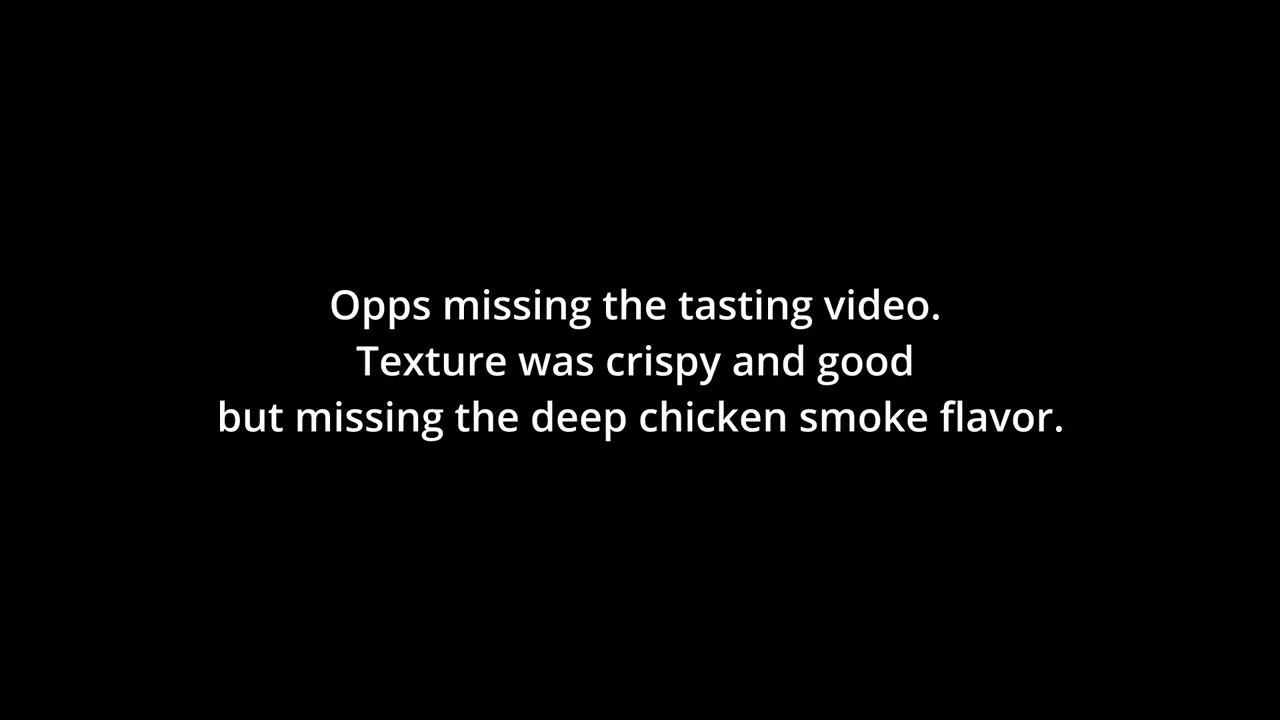 Opps missing the tasting video.
Texture was crispy and good
but missing the deep chicken smoke flavor.